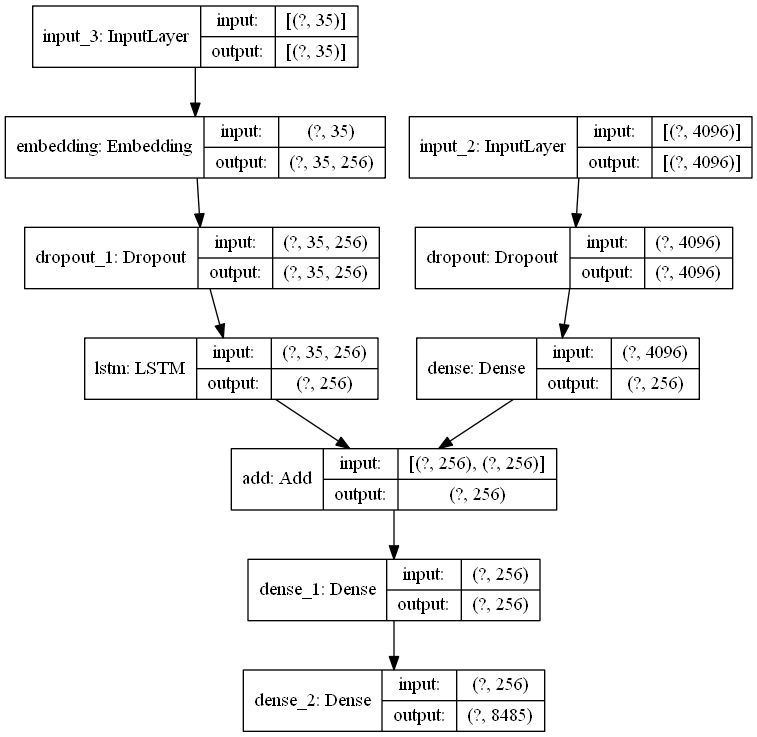 input_3: InputLayer
input: [(?, 35)]
output: [(?, 35)]
embedding: Embedding
input: (?, 35)
output: (?, 35, 256)
input_2: InputLayer
input: [(?, 4096)]
output: [(?, 4096)]
dropout_1: Dropout
input: (?, 35, 256)
output: (?, 35, 256)
dropout: Dropout
input: (?, 4096)
output: (?, 4096)
lstm: LSTM
input: (?, 35, 256)
output: (?, 256)
dense: Dense
input: (?, 4096)
output: (?, 256)
add: Add
input: [(?, 256), (?, 256)]
output: (?, 256)
dense_1: Dense
input: (?, 256)
output: (?, 256)
dense_2: Dense
input: (?, 256)
output: (?, 8485)